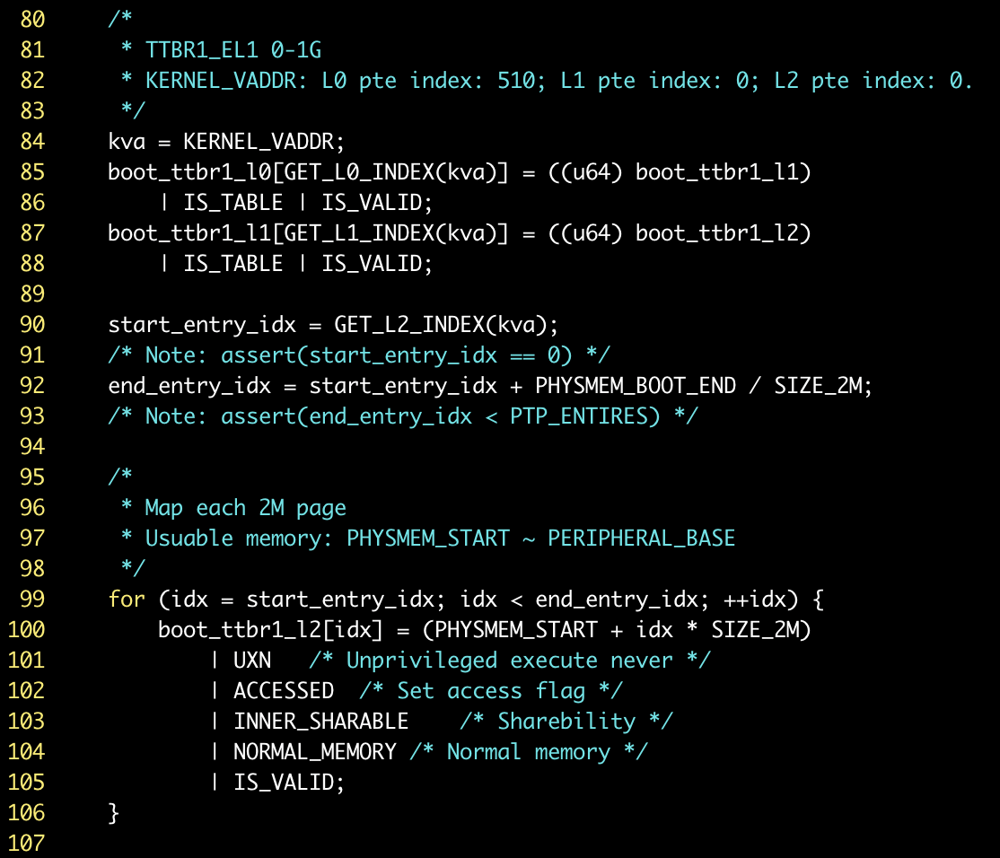 80 /*
81 * TTBR1_EL1 0-1G
82 * KERNEL_VADDR: L0 pte index: 510; L1 pte index: 0; L2 pte index: 0.
83 */
84 kva = KERNEL_VADDR;
85 boot_ttbr1_l0[GET_L0_INDEX(kva)] = ((u64) boot_ttbr1_l1)
86 | IS_TABLE | IS_VALID;
87 boot_ttbr1_l1[GET_L1_INDEX(kva)] = ((u64) boot_ttbr1_l2)
88 | IS_TABLE | IS_VALID;
89
90 start_entry_idx = GET_L2_INDEX(kva);
91 /* Note: assert(start_entry_idx == 0) */
92 end_entry_idx = start_entry_idx + PHYSMEM_BOOT_END / SIZE_2M;
93 /* Note: assert(end_entry_idx < PTP_ENTIRES) */
94
95 /*
96 * Map each 2M page
97 * Usuable memory: PHYSMEM_START ~ PERIPHERAL_BASE
98 */
99 for (idx = start_entry_idx; idx < end_entry_idx; ++idx) {
100 boot_ttbr1_l2[idx] = (PHYSMEM_START + idx * SIZE_2M)
101 | UXN /* Unprivileged execute never */
102 | ACCESSED /* Set access flag */
103 | INNER_SHARABLE /* Sharebility */
104 | NORMAL_MEMORY /* Normal memory */
105 | IS_VALID;
106 }
107